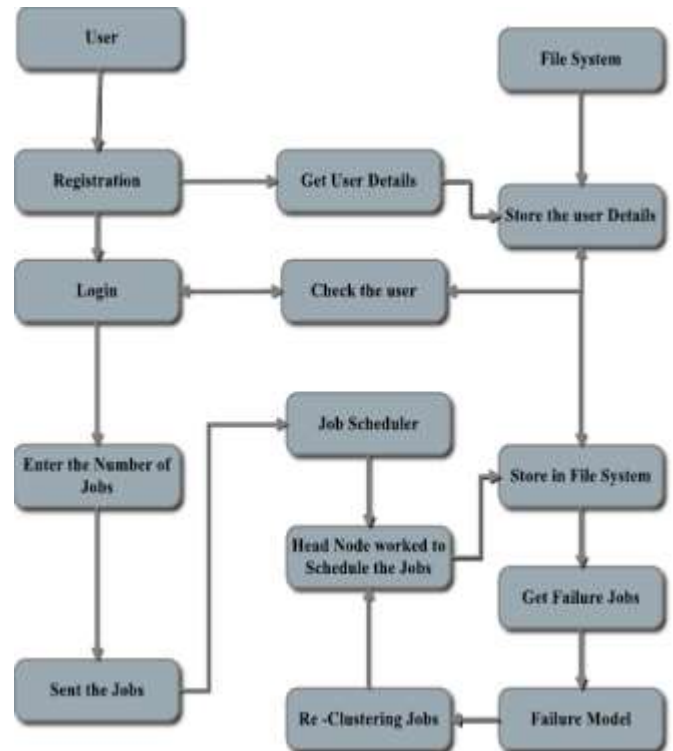 User
File System
Registration
Get User Details
Store the user Details
Login
Check the user
Job Scheduler
Enter the Number of
Jobs
Store in File System
Head Node worked to
Schedule the Jobs
Get Failure Jobs
Sent the Jobs
Re -Clustering Jobs
Failure Model